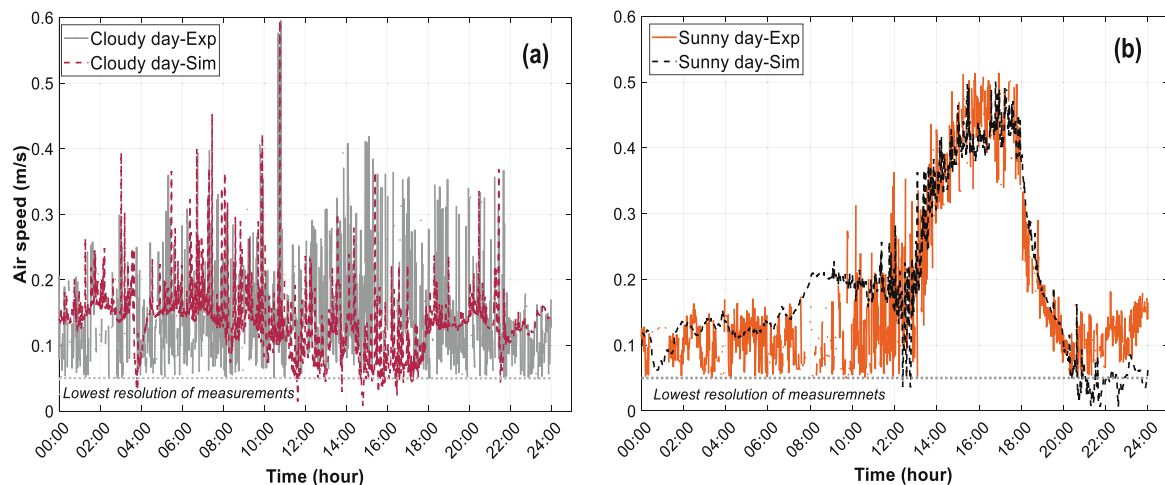 Cloudy day-Exp
Cloudy day-Sim
(a)
Air speed (m/s)
0.6
0.5
0.4
0.3
0.2
0.1
0
Lowest resolution of measurements
00:00 02:00 04:00 06:00 08:00 10:00 12:00 14:00 16:00 18:00 20:00 22:00 24:00
Time (hour)
Sunny day-Exp
Sunny day-Sim
(b)
0.6
0.5
0.4
0.3
0.2
0.1
0
Lowest resolution of measuremnets
00:00 02:00 04:00 06:00 08:00 10:00 12:00 14:00 16:00 18:00 20:00 22:00 24:00
Time (hour)